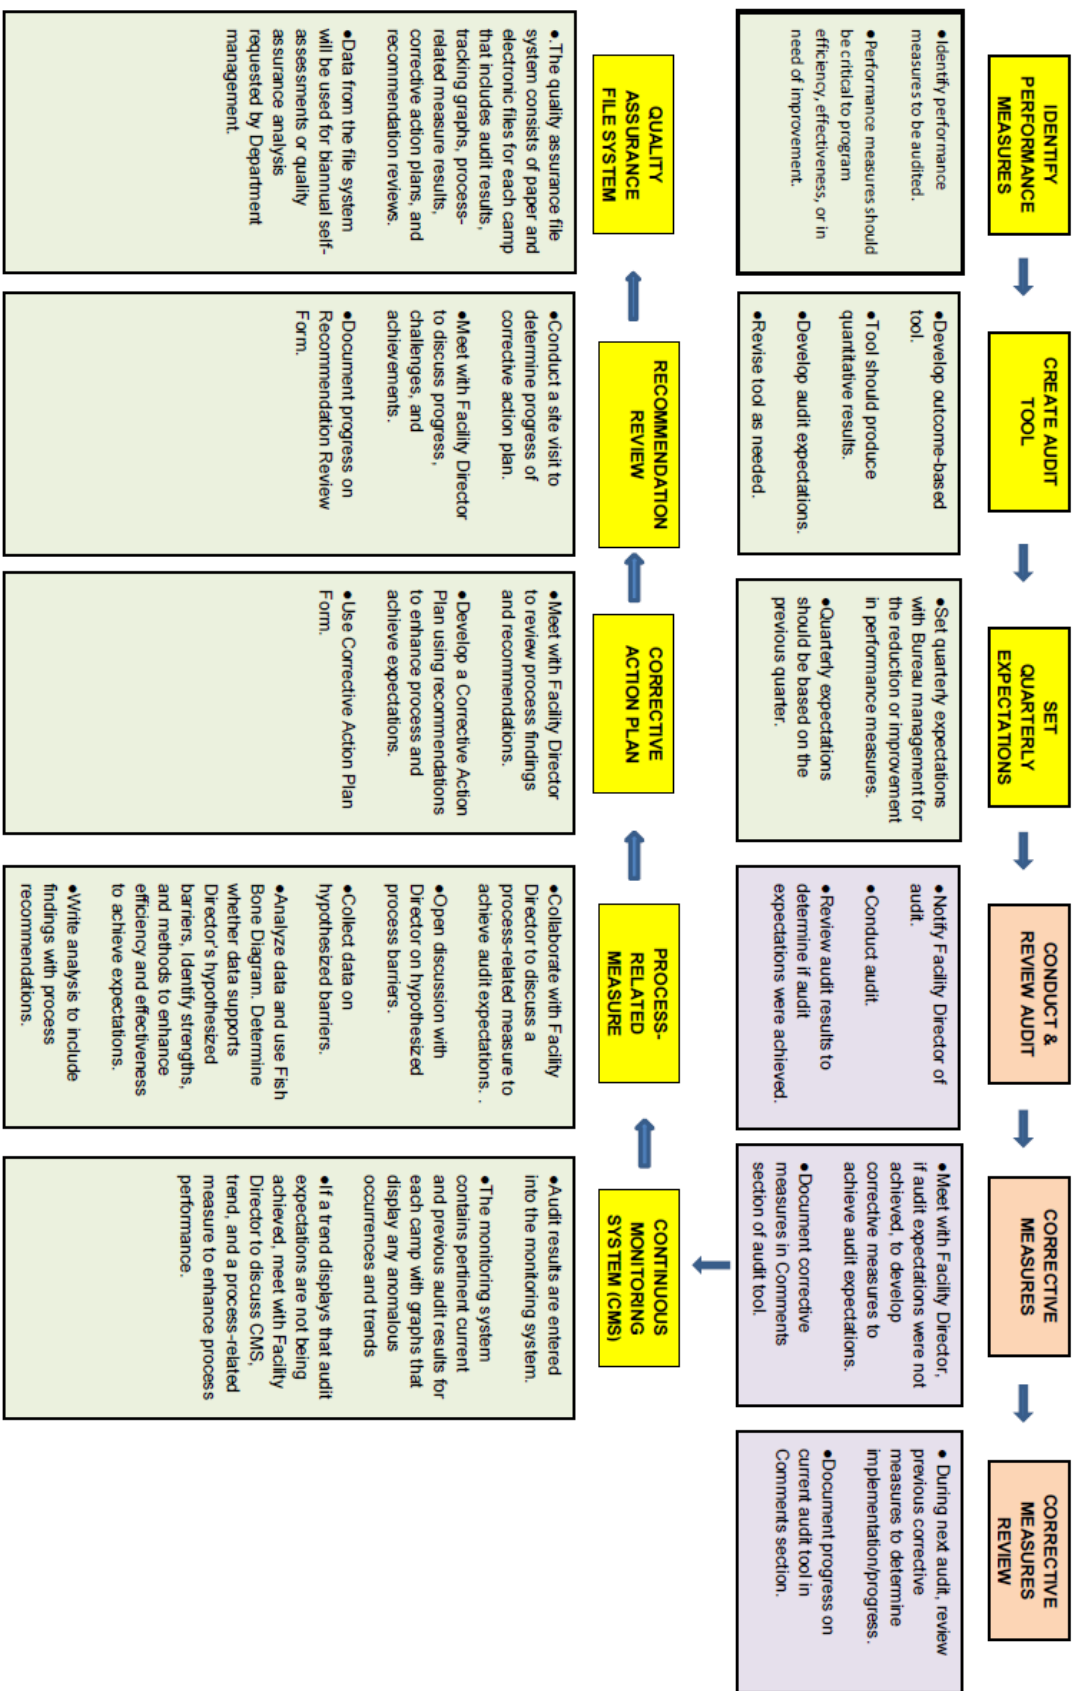 IDENTIFY
PERFORMANCE
MEASURES
●Identify performance
measures to be audited.
●Performance measures should
be critical to program
efficiency, effectiveness, or in
need of improvement.
CREATE AUDIT
TOOL
●Develop outcome-based
tool.
●Tool should produce
quantitative results.
●Develop audit expectations.
●Revise tool as needed.
SET
QUARTERLY
EXPECTATIONS
●Set quarterly expectations
with Bureau management for
the reduction or improvement
in performance measures.
●Quarterly expectations
should be based on the
previous quarter.
CONDUCT &
REVIEW AUDIT
●Notify Facility Director of
audit.
●Conduct audit.
●Review audit results to
determine if audit
expectations were achieved.
CORRECTIVE
MEASURES
●Meet with Facility Director,
if audit expectations were not
achieved, to develop
corrective measures to
achieve audit expectations.
●Document corrective
measures in Comments
section of audit tool.
CORRECTIVE
MEASURES
REVIEW
● During next audit, review
previous corrective
measures to determine
implementation/progress.
●Document progress on
current audit tool in
Comments section.
QUALITY
ASSURANCE
FILE SYSTEM
●.The quality assurance file
system consists of paper and
electronic files for each camp
that includes audit results,
tracking graphs, process-
related measure results,
corrective action plans, and
recommendation reviews.
●Data from the file system
will be used for biannual self-
assessments or quality
assurance analysis
requested by Department
management.
RECOMMENDATION
REVIEW
●Conduct a site visit to
determine progress of
corrective action plan.
●Meet with Facility Director
to discuss progress,
challenges, and
achievements.
●Document progress on
Recommendation Review
Form.
CORRECTIVE
ACTION PLAN
●Meet with Facility Director
to review process findings
and recommendations.
●Develop a Corrective Action
Plan using recommendations
to enhance process and
achieve expectations.
●Use Corrective Action Plan
Form.
PROCESS-
RELATED
MEASURE
●Collaborate with Facility
Director to discuss a
process-related measure to
achieve audit expectations. .
●Open discussion with
Director on hypothesized
process barriers.
●Collect data on
hypothesized barriers.
●Analyze data and use Fish
Bone Diagram. Determine
whether data supports
Director's hypothesized
barriers, Identify strengths,
and methods to enhance
efficiency and effectiveness
to achieve expectations.
●Write analysis to include
findings with process
recommendations.
CONTINUOUS
MONITORING
SYSTEM (CMS)
●Audit results are entered
into the monitoring system.
●The monitoring system
contains pertinent current
and previous audit results for
each camp with graphs that
display any anomalous
occurrences and trends
●If a trend displays that audit
expectations are not being
achieved, meet with Facility
Director to discuss CMS,
trend, and a process-related
measure to enhance process
performance.